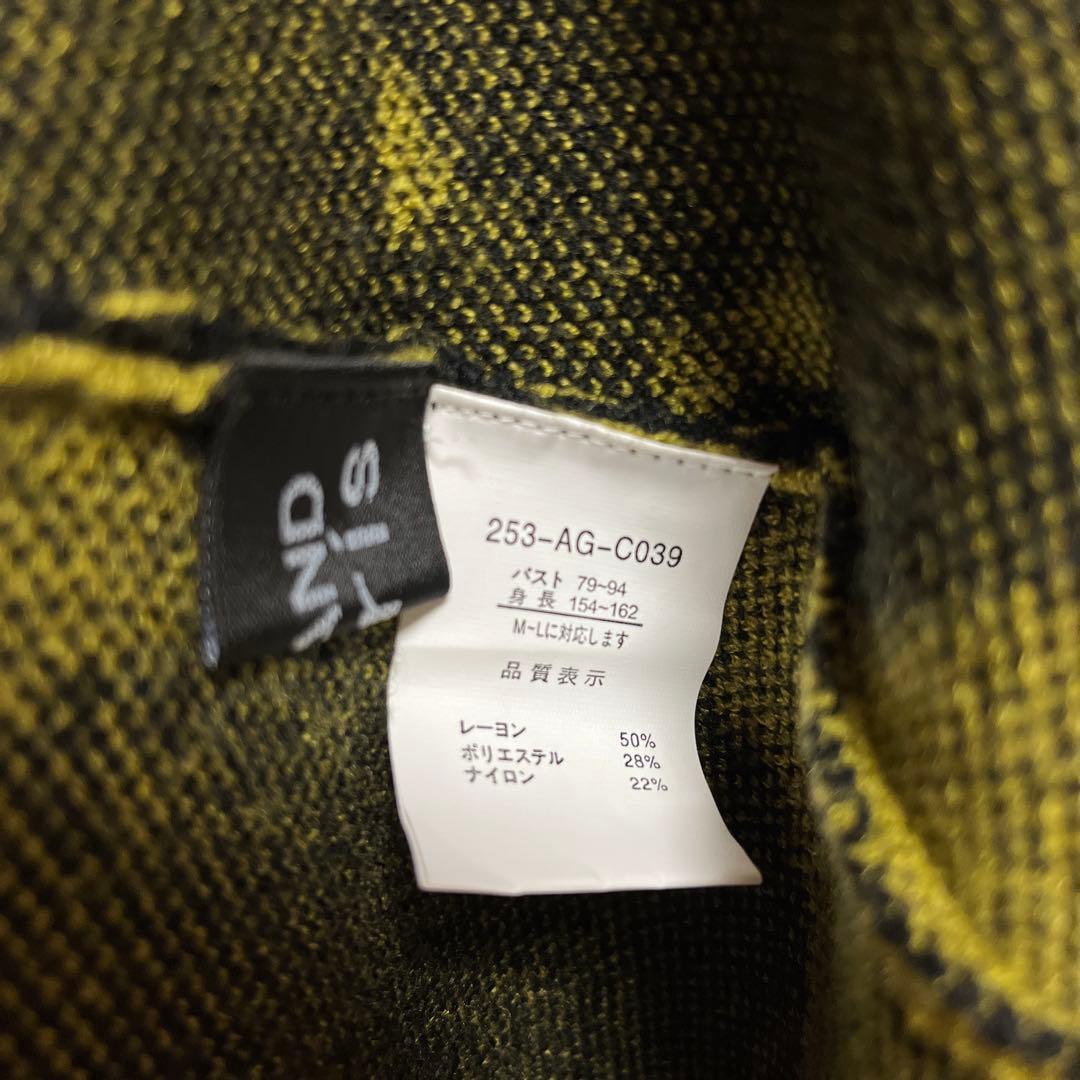 253-AG-C039
バスト 79~94
身長 154~162
M~Lに対応します
品質表示
レーヨン 50%
ポリエステル 28%
ナイロン 22%